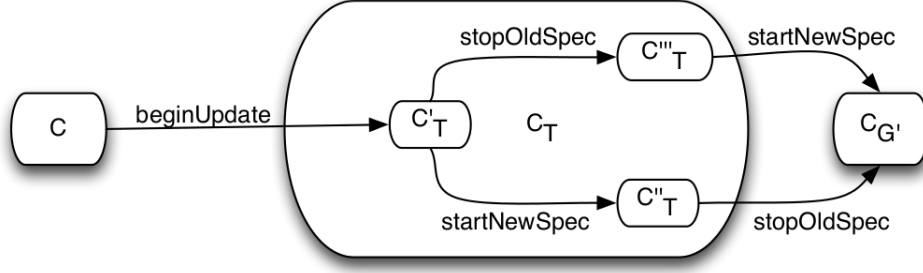 stopOldSpec
C'''T
startNewSpec
C
beginUpdate
C'T
CT
CG'
startNewSpec
C''T
stopOldSpec